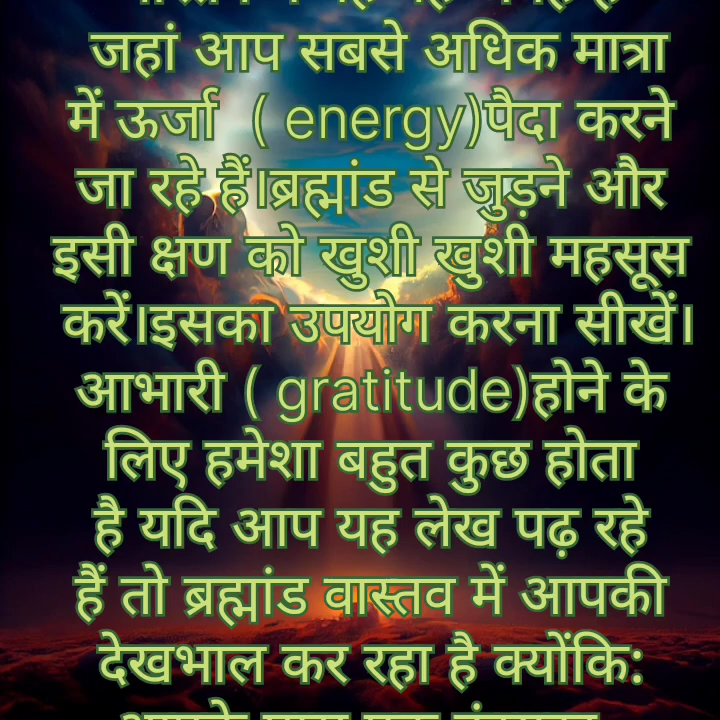 जहां आप सबसे अधिक मात्रा
में ऊर्जा ( energy)पैदा करने
जा रहे हैं।ब्रह्मांड से जुड़ने और
इसी क्षण को खुशी खुशी महसूस
करें।इसका उपयोग करना सीखें।
आभारी ( gratitude)होने के
लिए हमेशा बहुत कुछ होता
है यदि आप यह लेख पढ़ रहे
हैं तो ब्रह्मांड वास्तव में आपकी
देखभाल कर रहा है क्योंकि: